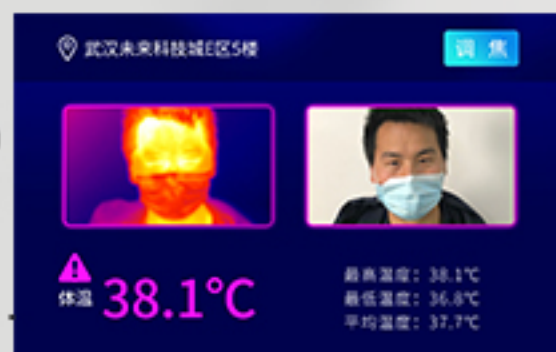 武汉未来科技城E区5楼
调 焦
体温 38.1℃
最高温度：38.1℃
最低温度：36.8℃
平均温度：37.7℃